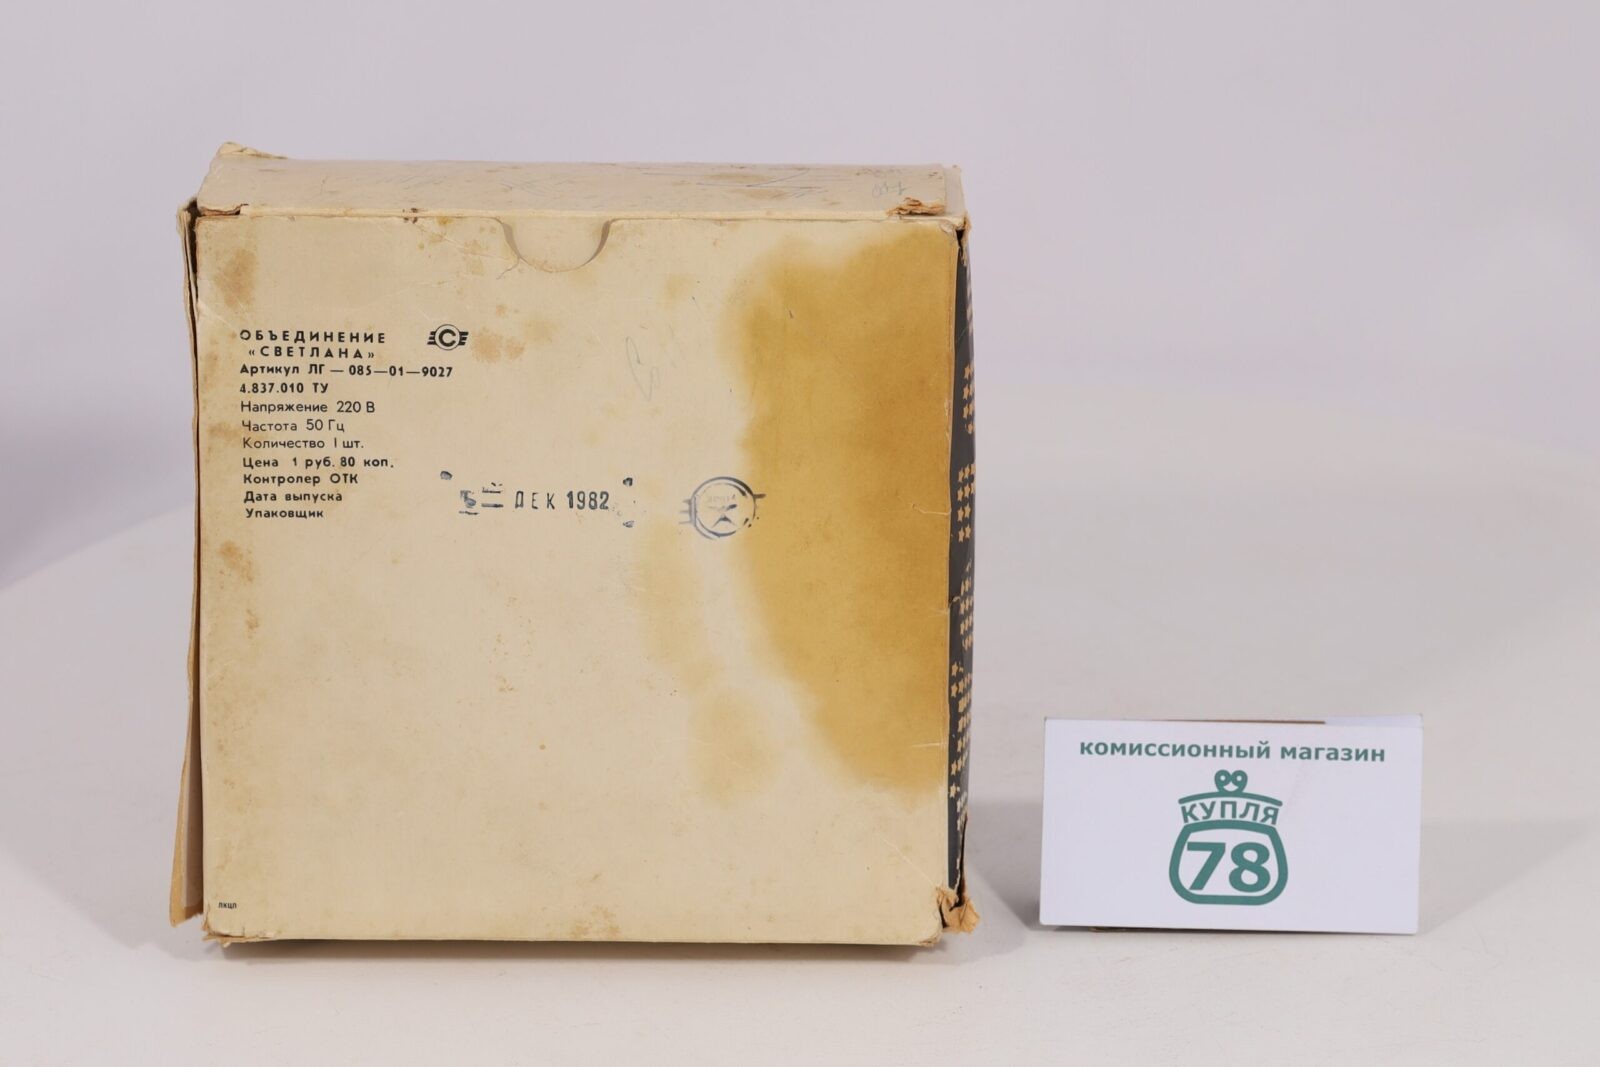 ОБЪЕДИНЕНИЕ
«СВЕТЛАНА»
С
Артикул ЛГ — 085—01—9027
4.837.010 ТУ
Напряжение 220 В
Частота 50 Гц
Количество 1 шт.
Цена 1 руб. 80 коп.
Контролер ОТК
Дата выпуска
Упаковщик
ДЕК 1982
лкцп
комиссионный магазин
КУПЛЯ
78